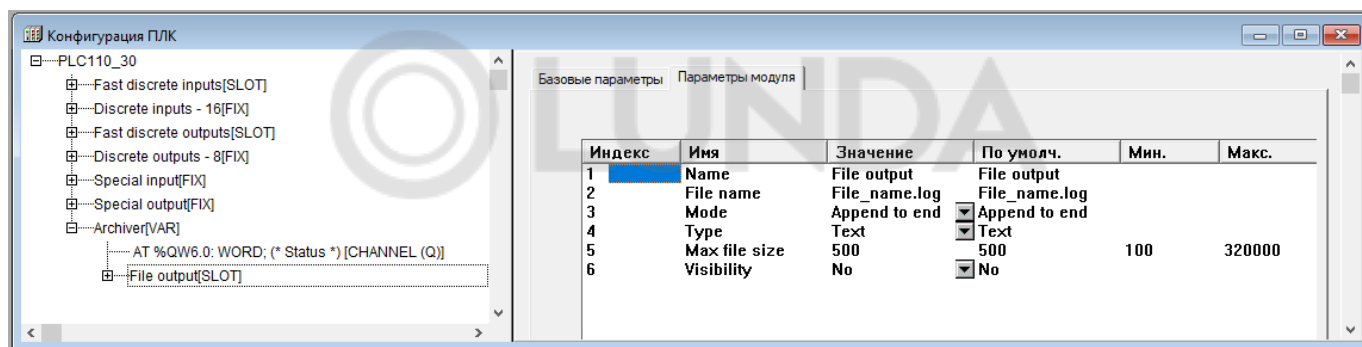 Конфигурация ПЛК
PLC110_30
Fast discrete inputs[SLOT]
Discrete inputs - 16[FIX]
Fast discrete outputs[SLOT]
Discrete outputs - 8[FIX]
Special input[FIX]
Special output[FIX]
Archiver[VAR]
AT %QW6.0: WORD; (* Status *) [CHANNEL (Q)]
File output[SLOT]
LUNDA
Базовые параметры Параметры модуля
Индекс Имя Значение По умолч. Мин. Макс.
1 Name File output File output
2 File name File_name.log File_name.log
3 Mode Append to end Append to end
4 Type Text Text
5 Max file size 500 500 100 320000
6 Visibility No No